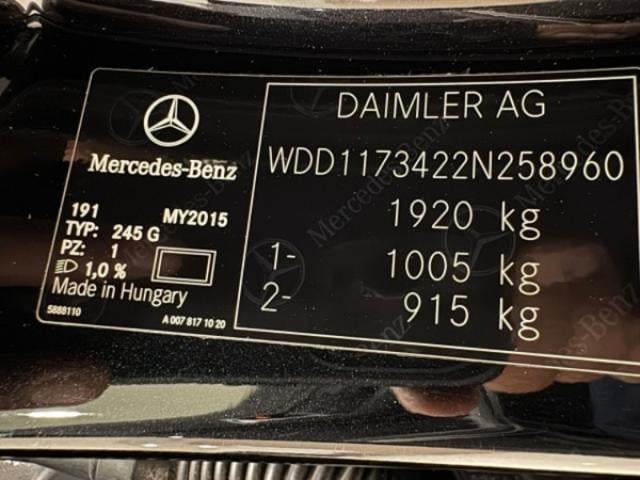 Mercedes-Benz
191 MY2015
TYP: 245 G
PZ: 1
1,0 %
Made in Hungary
5888110 A 007 817 10 20
DAIMLER AG
WDD1173422N258960
1920 kg
1- 1005 kg
2- 915 kg